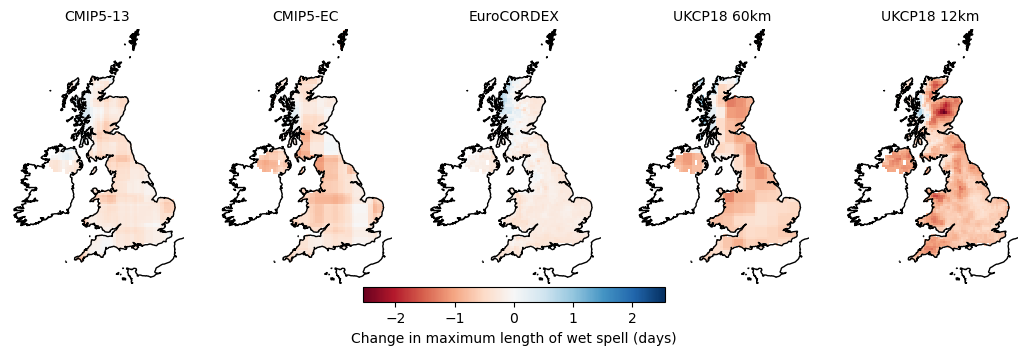 CMIP5-13 CMIP5-EC EuroCORDEX UKCP18 60km UKCP18 12km
−2 −1 0 1 2
Change in maximum length of wet spell (days)